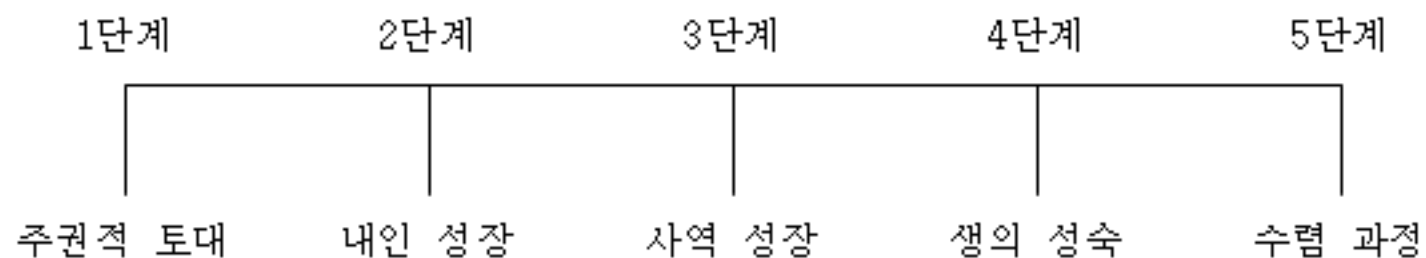 1단계 2단계 3단계 4단계 5단계
주권적 토대 내인 성장 사역 성장 생의 성숙 수렴 과정